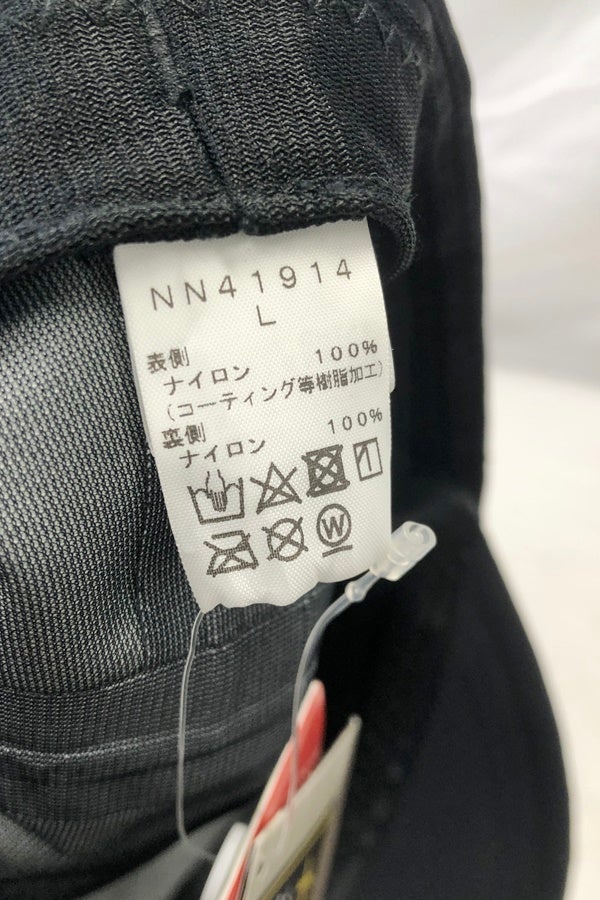 NN41914
L
表側
ナイロン 100%
(コーティング等樹脂加工)
裏側 100%
ナイロン
W